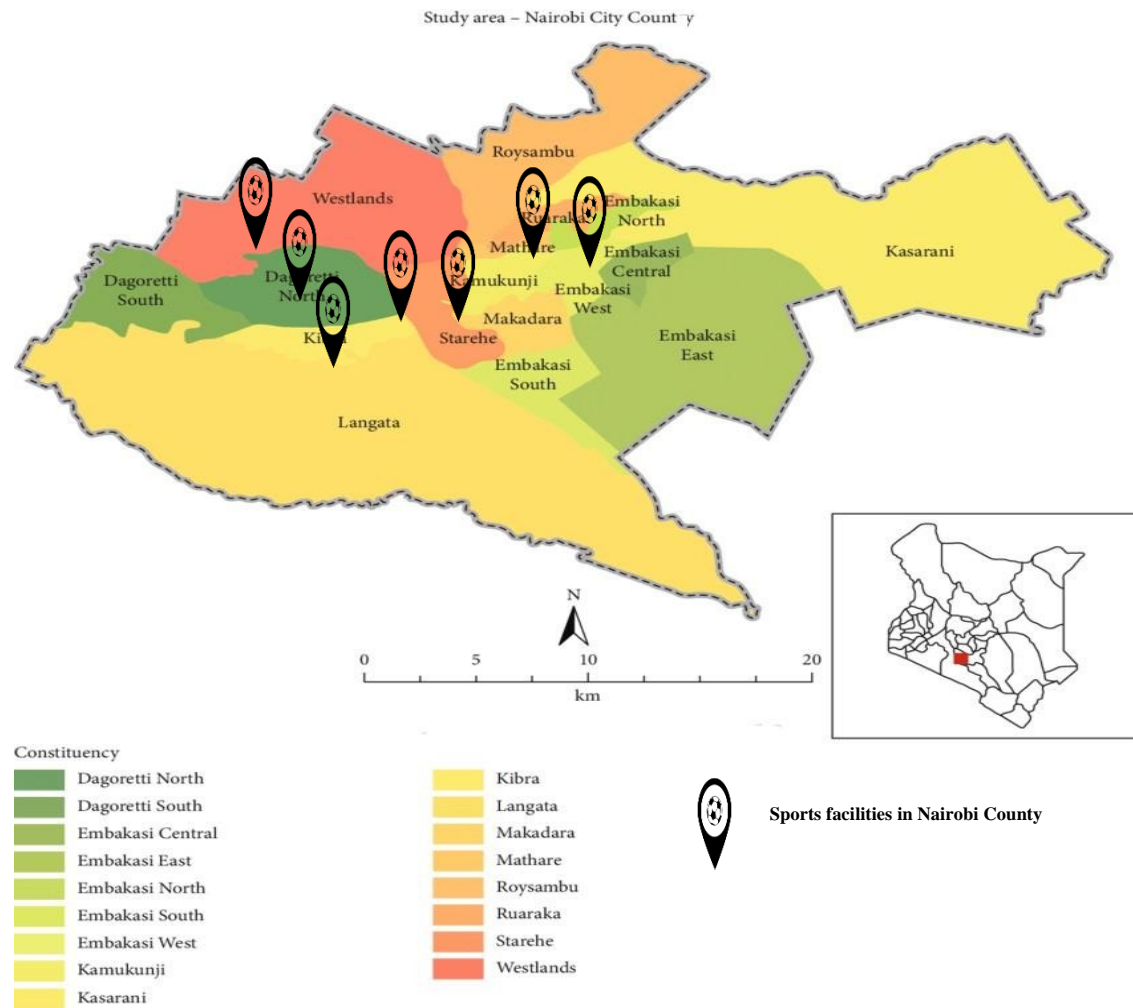 Study area – Nairobi City County
Roysambu
Westlands
Ruaraka
Embakasi
North
Mathare
Kasarani
Dagoretti
South
Dagoretti
North
Kamukunji
Embakasi
Central
Embakasi
West
Makadara
Kibra
Starehe
Embakasi
East
Embakasi
South
Langata
N
0 5 10 20
km
Constituency
Dagoretti North
Dagoretti South
Embakasi Central
Embakasi East
Embakasi North
Embakasi South
Embakasi West
Kamukunji
Kasarani
Kibra
Langata
Makadara
Mathare
Roysambu
Ruaraka
Starehe
Westlands
Sports facilities in Nairobi County